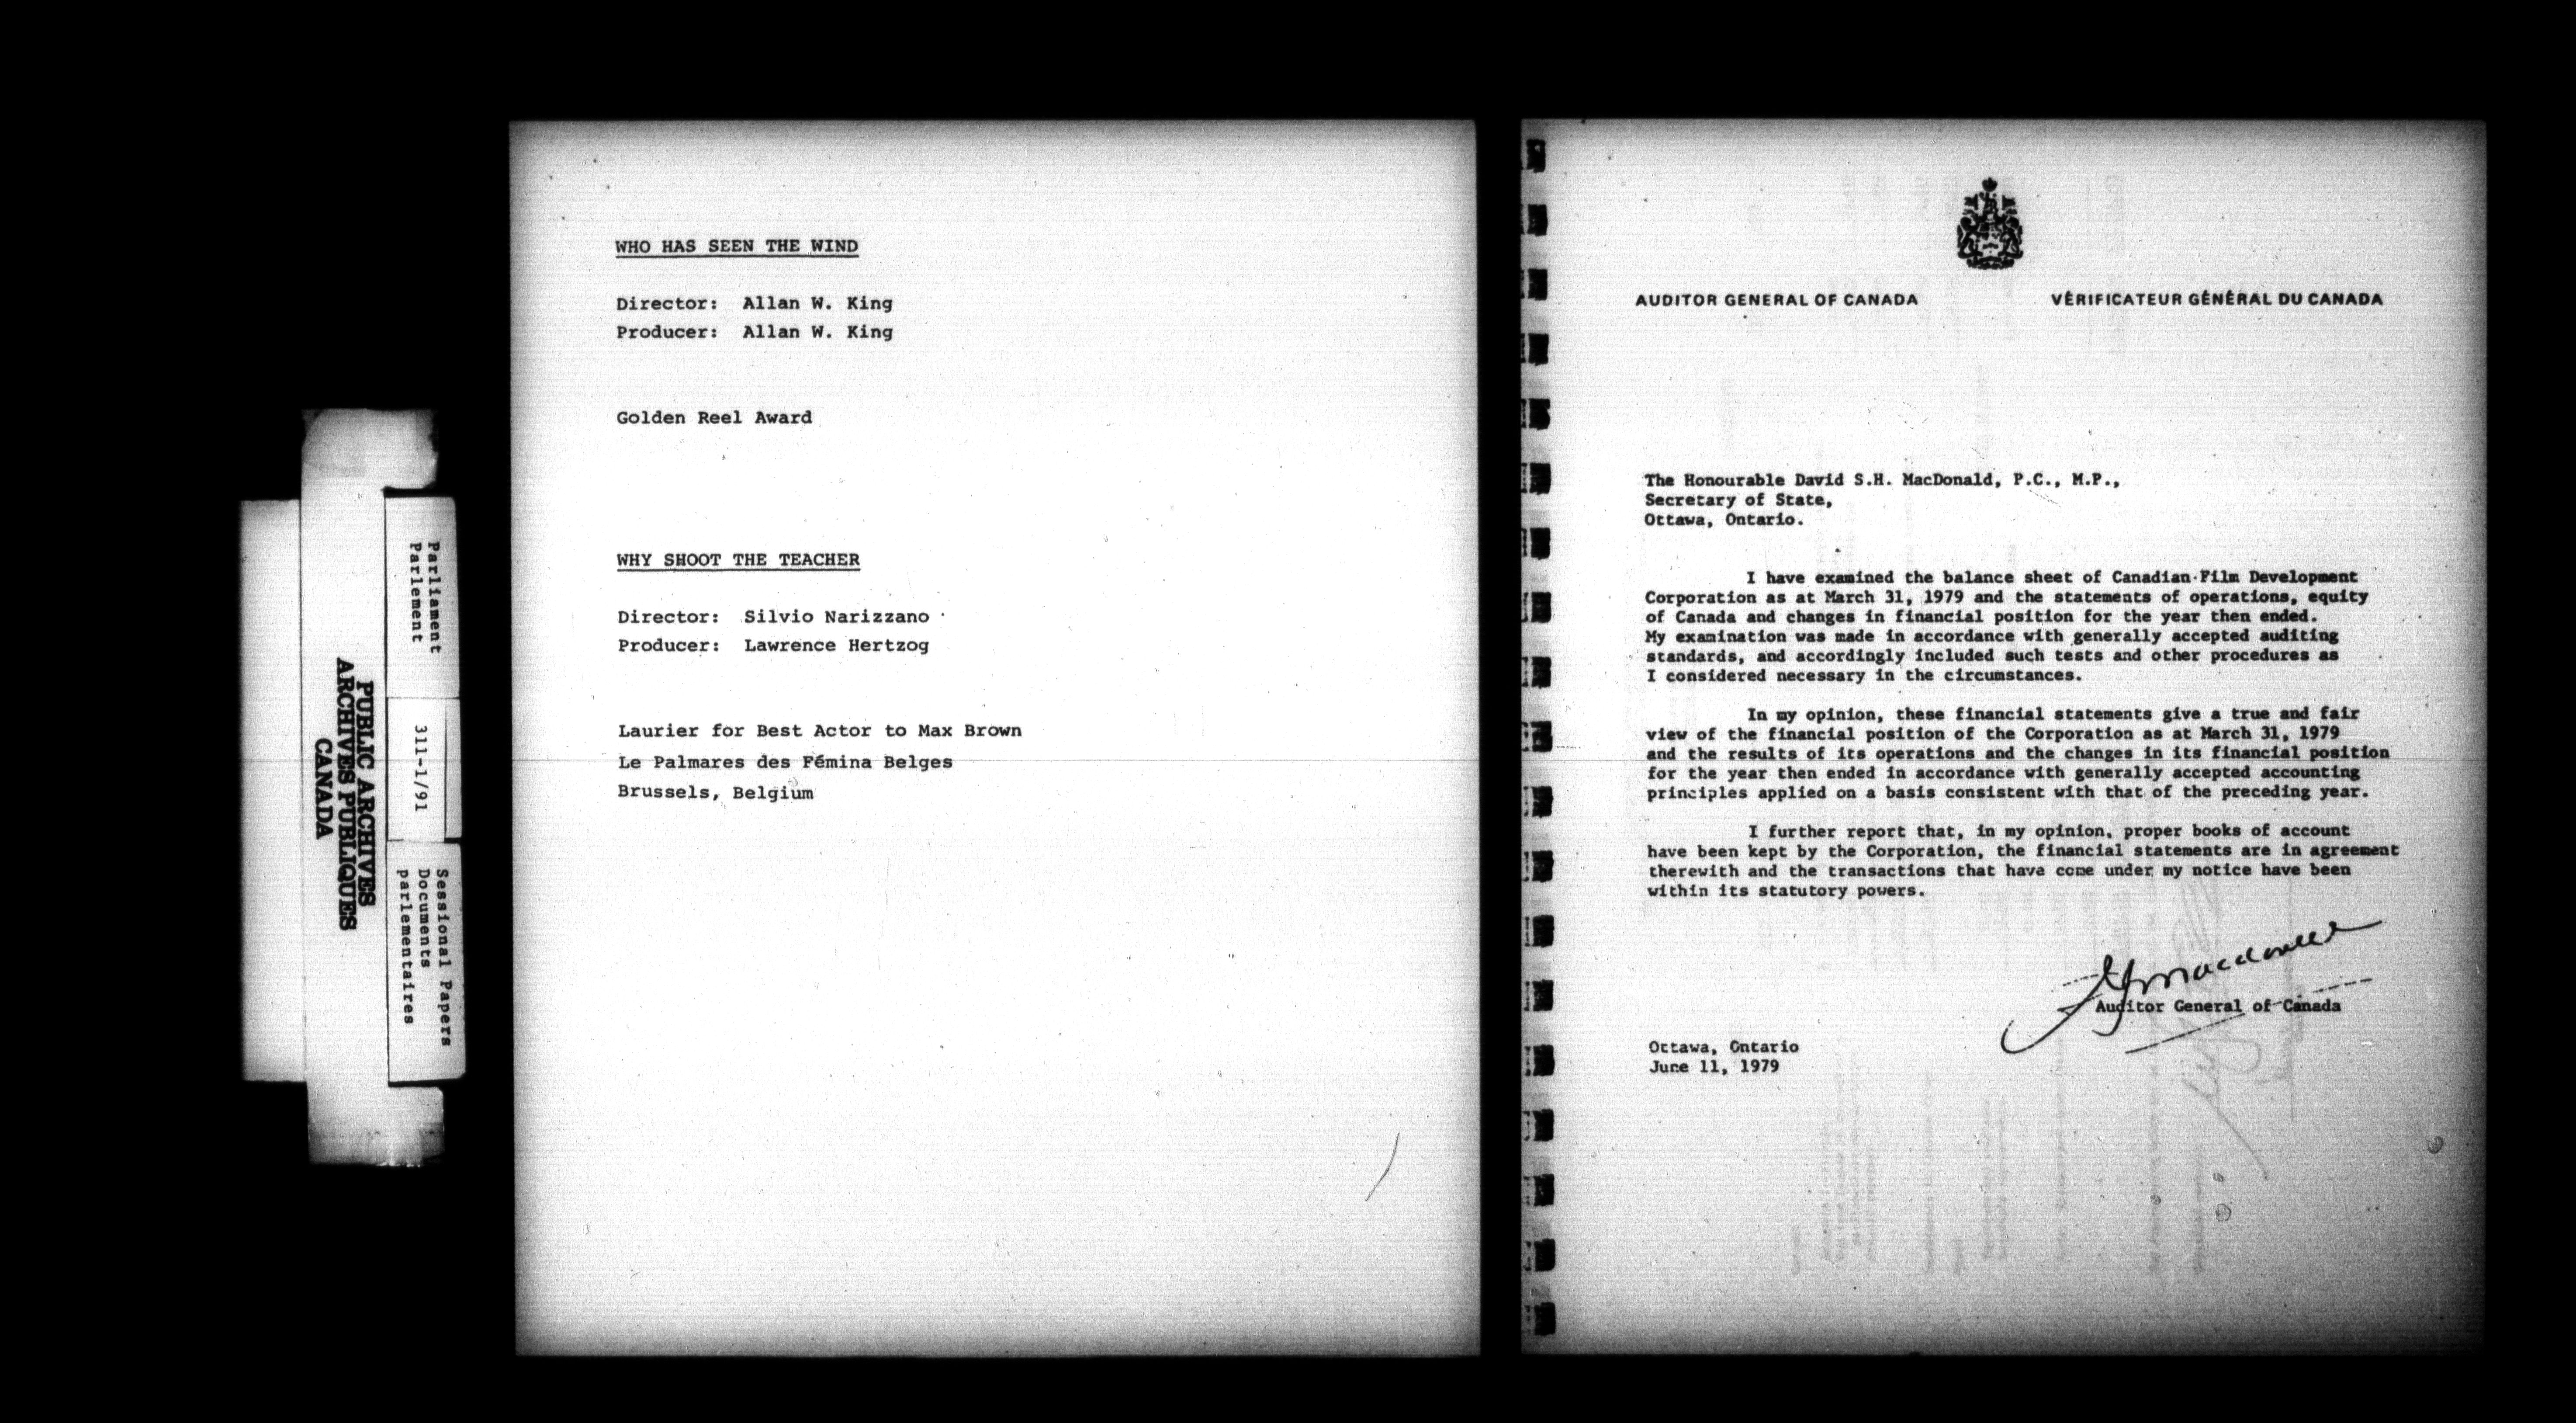 Parliament
Parlement
311-1/91
Sessional Papers
Documents
parlementaires
PUBLIC ARCHIVES
ARCHIVES PUBLIQUES
CANADA
WHO HAS SEEN THE WIND
Director: Allan W. King
Producer: Allan W. King
Golden Reel Award
WHY SHOOT THE TEACHER
Director: Silvio Narizzano
Producer: Lawrence Hertzog
Laurier for Best Actor to Max Brown
Le Palmares des Fémina Belges
Brussels, Belgium
AUDITOR GENERAL OF CANADA
VÉRIFICATEUR GÉNÉRAL DU CANADA
The Honourable David S.H. MacDonald, P.C., M.P.,
Secretary of State,
Ottawa, Ontario.
I have examined the balance sheet of Canadian Film Development
Corporation as at March 31, 1979 and the statements of operations, equity
of Canada and changes in financial position for the year then ended.
My examination was made in accordance with generally accepted auditing
standards, and accordingly included such tests and other procedures as
I considered necessary in the circumstances.
In my opinion, these financial statements give a true and fair
view of the financial position of the Corporation as at March 31, 1979
and the results of its operations and the changes in its financial position
for the year then ended in accordance with generally accepted accounting
principles applied on a basis consistent with that of the preceding year.
I further report that, in my opinion, proper books of account
have been kept by the Corporation, the financial statements are in agreement
therewith and the transactions that have come under my notice have been
within its statutory powers.
Auditor General of Canada
Ottawa, Ontario
June 11, 1979